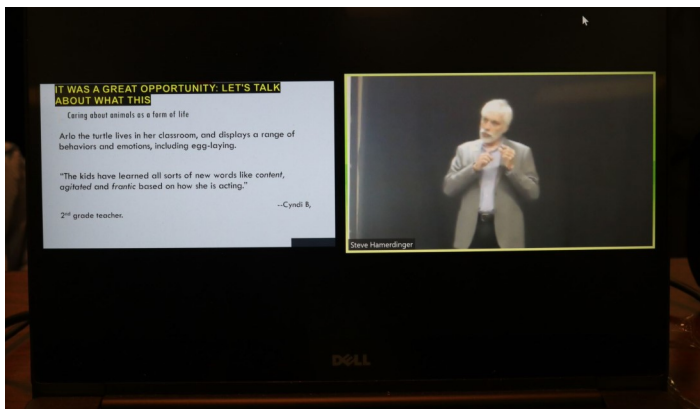 IT WAS A GREAT OPPORTUNITY: LET'S TALK
ABOUT WHAT THIS
Caring about animals as a form of life
Arlo the turtle lives in her classroom, and displays a range of
behaviors and emotions, including egg-laying.
"The kids have learned all sorts of new words like content,
agitated and frantic based on how she is acting."
--Cyndi B,
2nd grade teacher.
Steve Hamerdinger
DELL